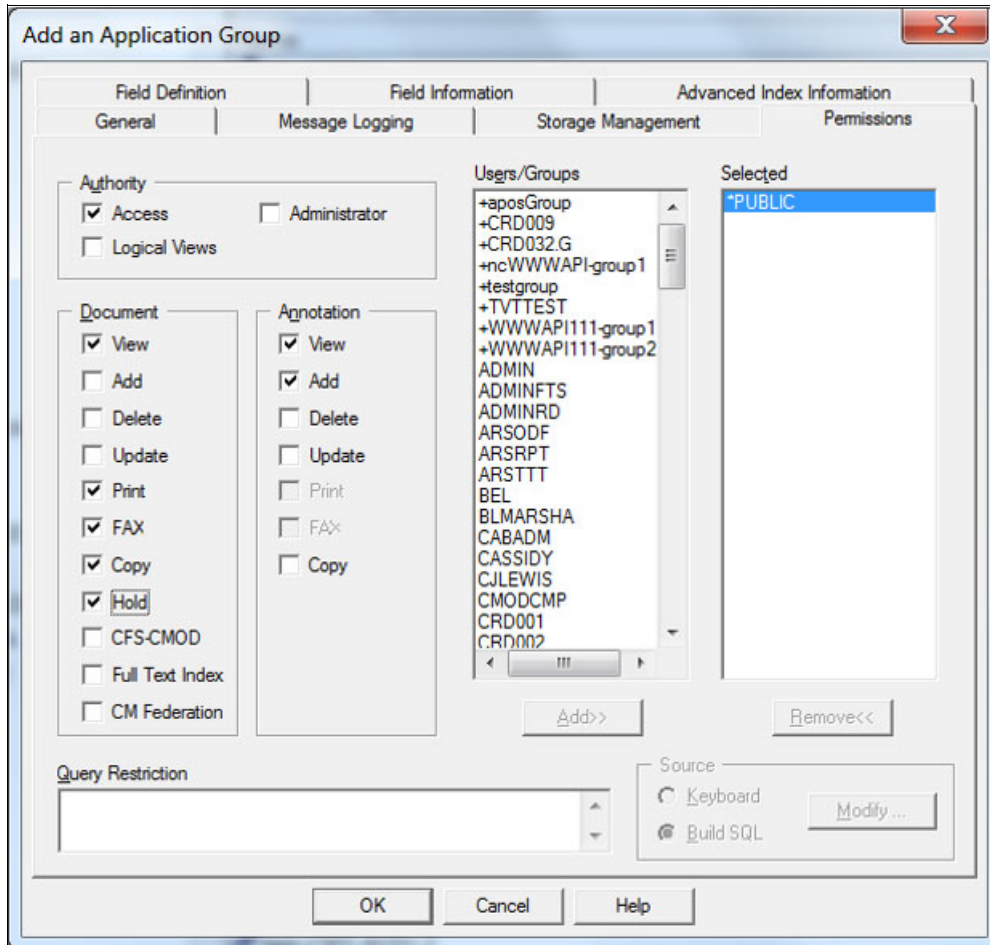 Add an Application Group
Field Definition
Field Information
Advanced Index Information
General
Message Logging
Storage Management
Permissions
Authority
Access
Administrator
Logical Views
Document
View
Add
Delete
Update
Print
FAX
Copy
Hold
CFS-CMOD
Full Text Index
CM Federation
Annotation
View
Add
Delete
Update
Print
FAX
Copy
Users/Groups
+aposGroup
+CRD009
+CRD032.G
+ncWWWAPI-group1
+testgroup
+TVTTEST
+WWWAPI111-group1
+WWWAPI111-group2
ADMIN
ADMINFTS
ADMINRD
ARSODF
ARSRPT
ARSTTT
BEL
BLMARSHA
CABADM
CASSIDY
CJLEWIS
CMODCMP
CRD001
CRD002
Add>>
Selected
*PUBLIC
Remove<<
Query Restriction
Source
Keyboard
Build SQL
Modify ...
OK
Cancel
Help